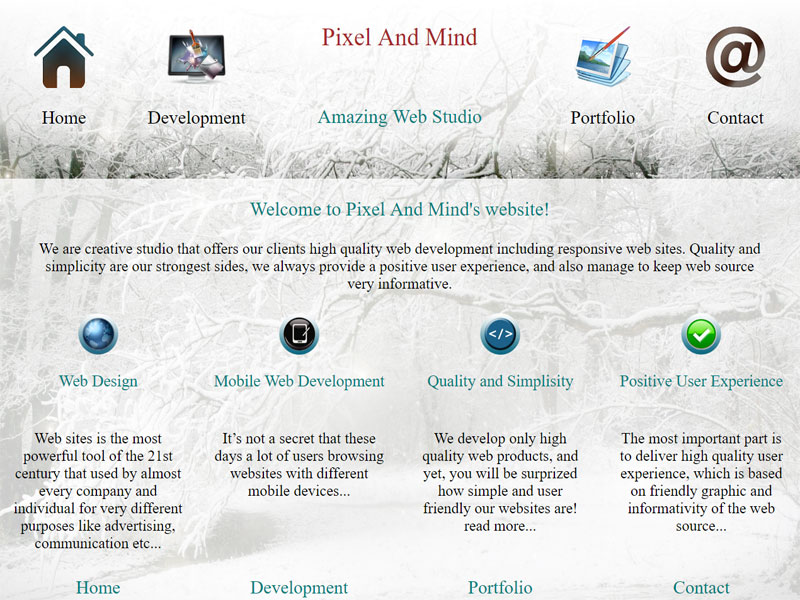 Pixel And Mind
Home
Development
Amazing Web Studio
Portfolio
Contact
Welcome to Pixel And Mind's website!
We are creative studio that offers our clients high quality web development including responsive web sites. Quality and
simplicity are our strongest sides, we always provide a positive user experience, and also manage to keep web source
very informative.
Web Design
Web sites is the most
powerful tool of the 21st
century that used by almost
every company and
individual for very different
purposes like advertising,
communication etc...
Mobile Web Development
It’s not a secret that these
days a lot of users browsing
websites with different
mobile devices...
</>
Quality and Simplisity
We develop only high
quality web products, and
yet, you will be surprized
how simple and user
friendly our websites are!
read more...
Positive User Experience
The most important part is
to deliver high quality user
experience, which is based
on friendly graphic and
informativity of the web
source...
Home
Development
Portfolio
Contact